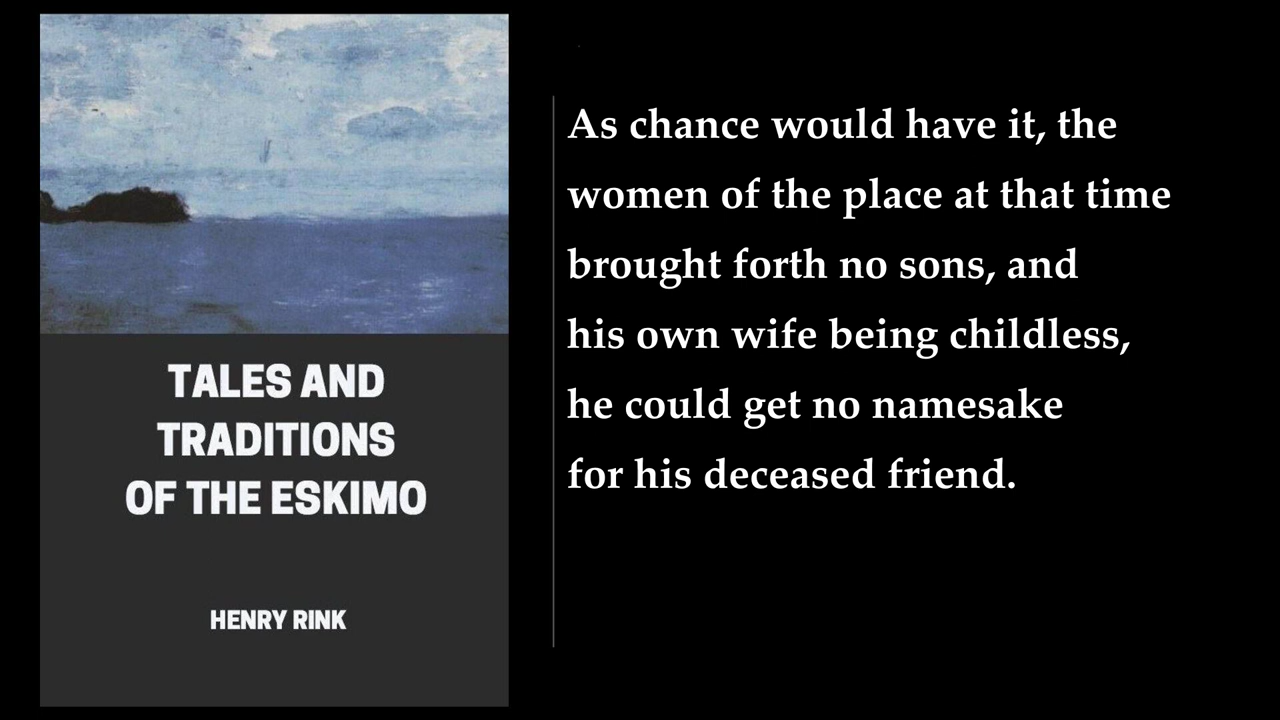 TALES AND
TRADITIONS
OF THE ESKIMO
HENRY RINK
As chance would have it, the
women of the place at that time
brought forth no sons, and
his own wife being childless,
he could get no namesake
for his deceased friend.